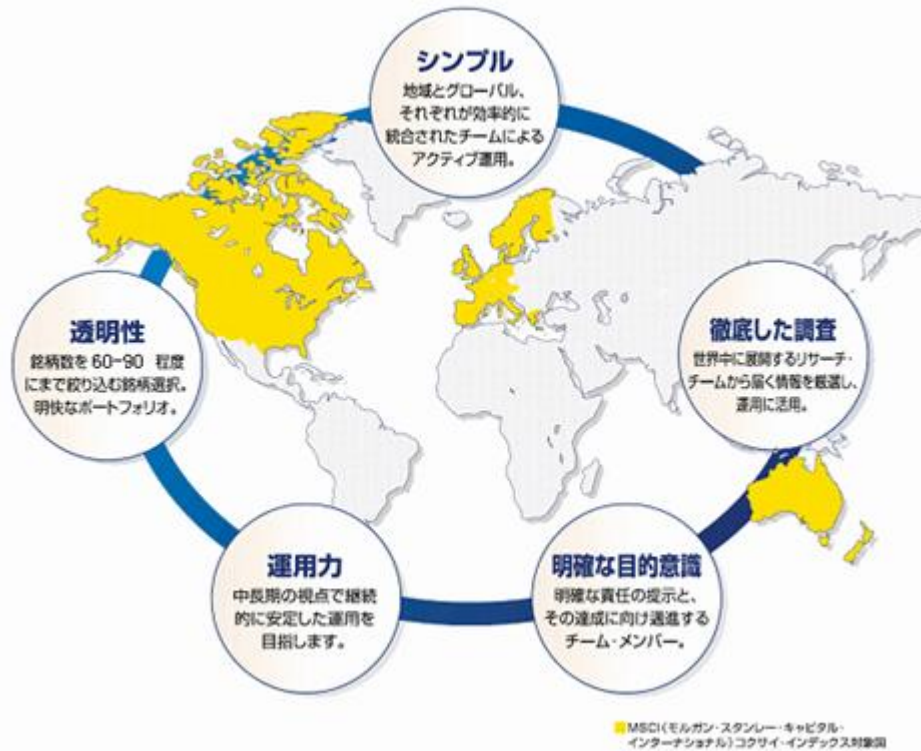 シンプル
地域とグローバル、
それぞれが効率的に
統合されたチームによる
アクティブ運用。
透明性
銘柄数を 60-90 程度
にまで絞り込む銘柄選択。
明快なポートフォリオ。
徹底した調査
世界中に展開するリサーチ・
チームから届く情報を厳選し、
運用に活用。
運用力
中長期の視点で継続
的に安定した運用を
目指します。
明確な目的意識
明確な責任の提示と、
その達成に向け邁進する
チーム・メンバー。
MSCI(モルガン・スタンレー・キャピタル・
インターナショナル)コクサイ・インデックス対象国